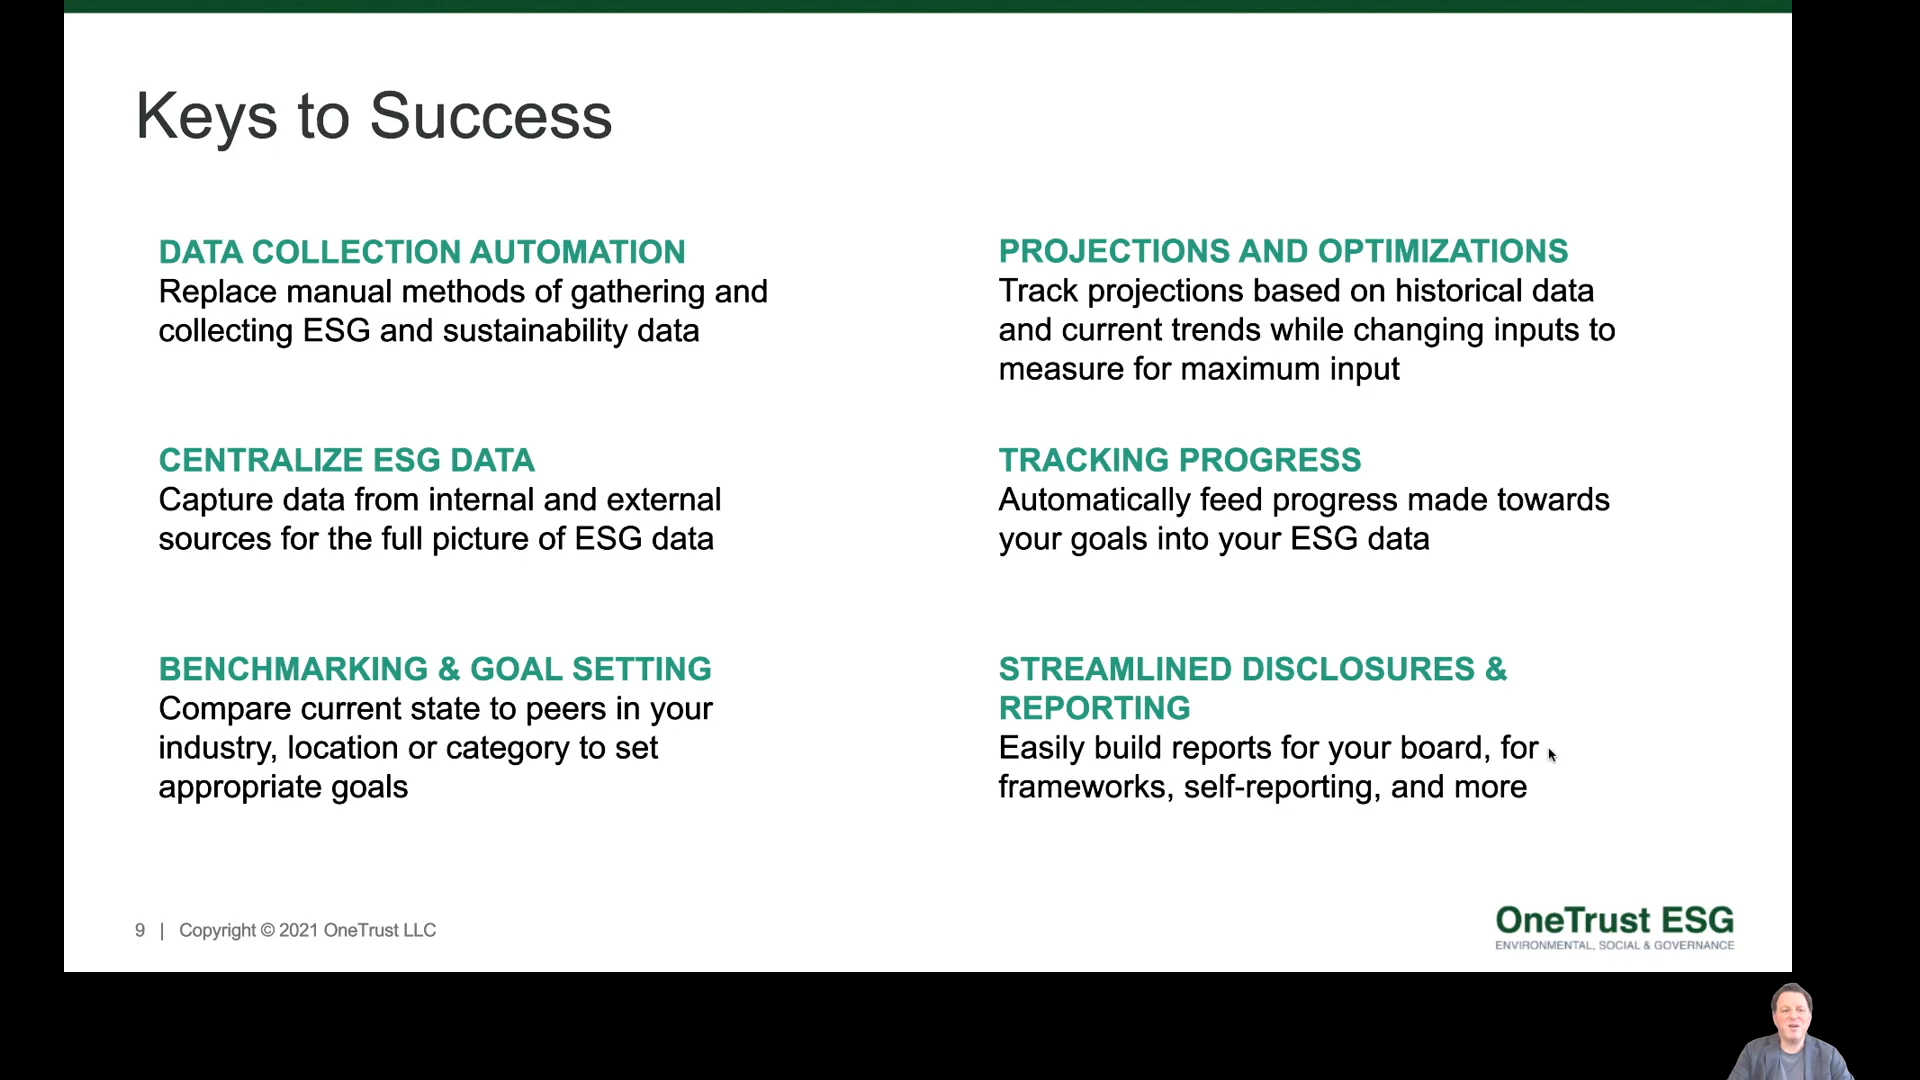 Keys to Success
DATA COLLECTION AUTOMATION
Replace manual methods of gathering and
collecting ESG and sustainability data
CENTRALIZE ESG DATA
Capture data from internal and external
sources for the full picture of ESG data
BENCHMARKING & GOAL SETTING
Compare current state to peers in your
industry, location or category to set
appropriate goals
PROJECTIONS AND OPTIMIZATIONS
Track projections based on historical data
and current trends while changing inputs to
measure for maximum input
TRACKING PROGRESS
Automatically feed progress made towards
your goals into your ESG data
STREAMLINED DISCLOSURES &
REPORTING
Easily build reports for your board, for
frameworks, self-reporting, and more
9 | Copyright © 2021 OneTrust LLC
OneTrust ESG
ENVIRONMENTAL, SOCIAL & GOVERNANCE